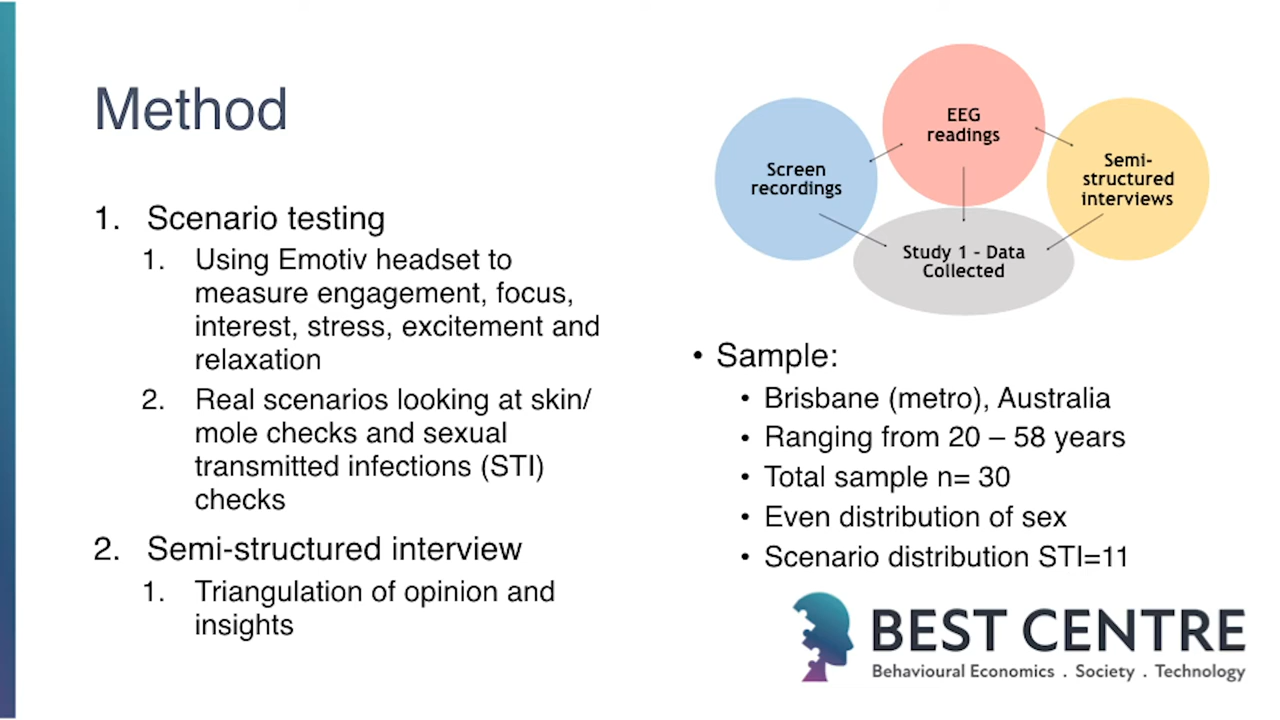 Method
1. Scenario testing
1. Using Emotiv headset to
measure engagement, focus,
interest, stress, excitement and
relaxation
2. Real scenarios looking at skin/
mole checks and sexual
transmitted infections (STI)
checks
2. Semi-structured interview
1. Triangulation of opinion and
insights
Screen
recordings
EEG
readings
Semi-
structured
interviews
Study 1 - Data
Collected
• Sample:
• Brisbane (metro), Australia
• Ranging from 20 – 58 years
• Total sample n= 30
• Even distribution of sex
• Scenario distribution STI=11
BEST CENTRE
Behavioural Economics . Society . Technology